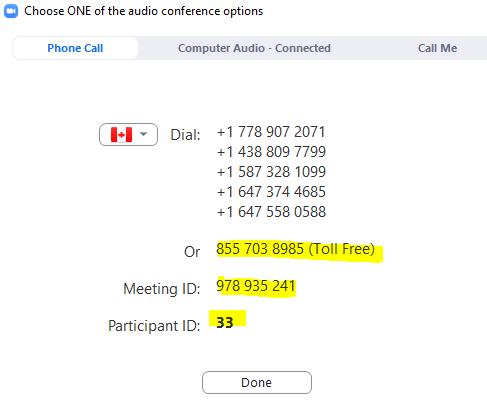 Choose ONE of the audio conference options
Phone Call Computer Audio - Connected Call Me
Dial: +1 778 907 2071
+1 438 809 7799
+1 587 328 1099
+1 647 374 4685
+1 647 558 0588
Or 855 703 8985 (Toll Free)
Meeting ID: 978 935 241
Participant ID: 33
Done